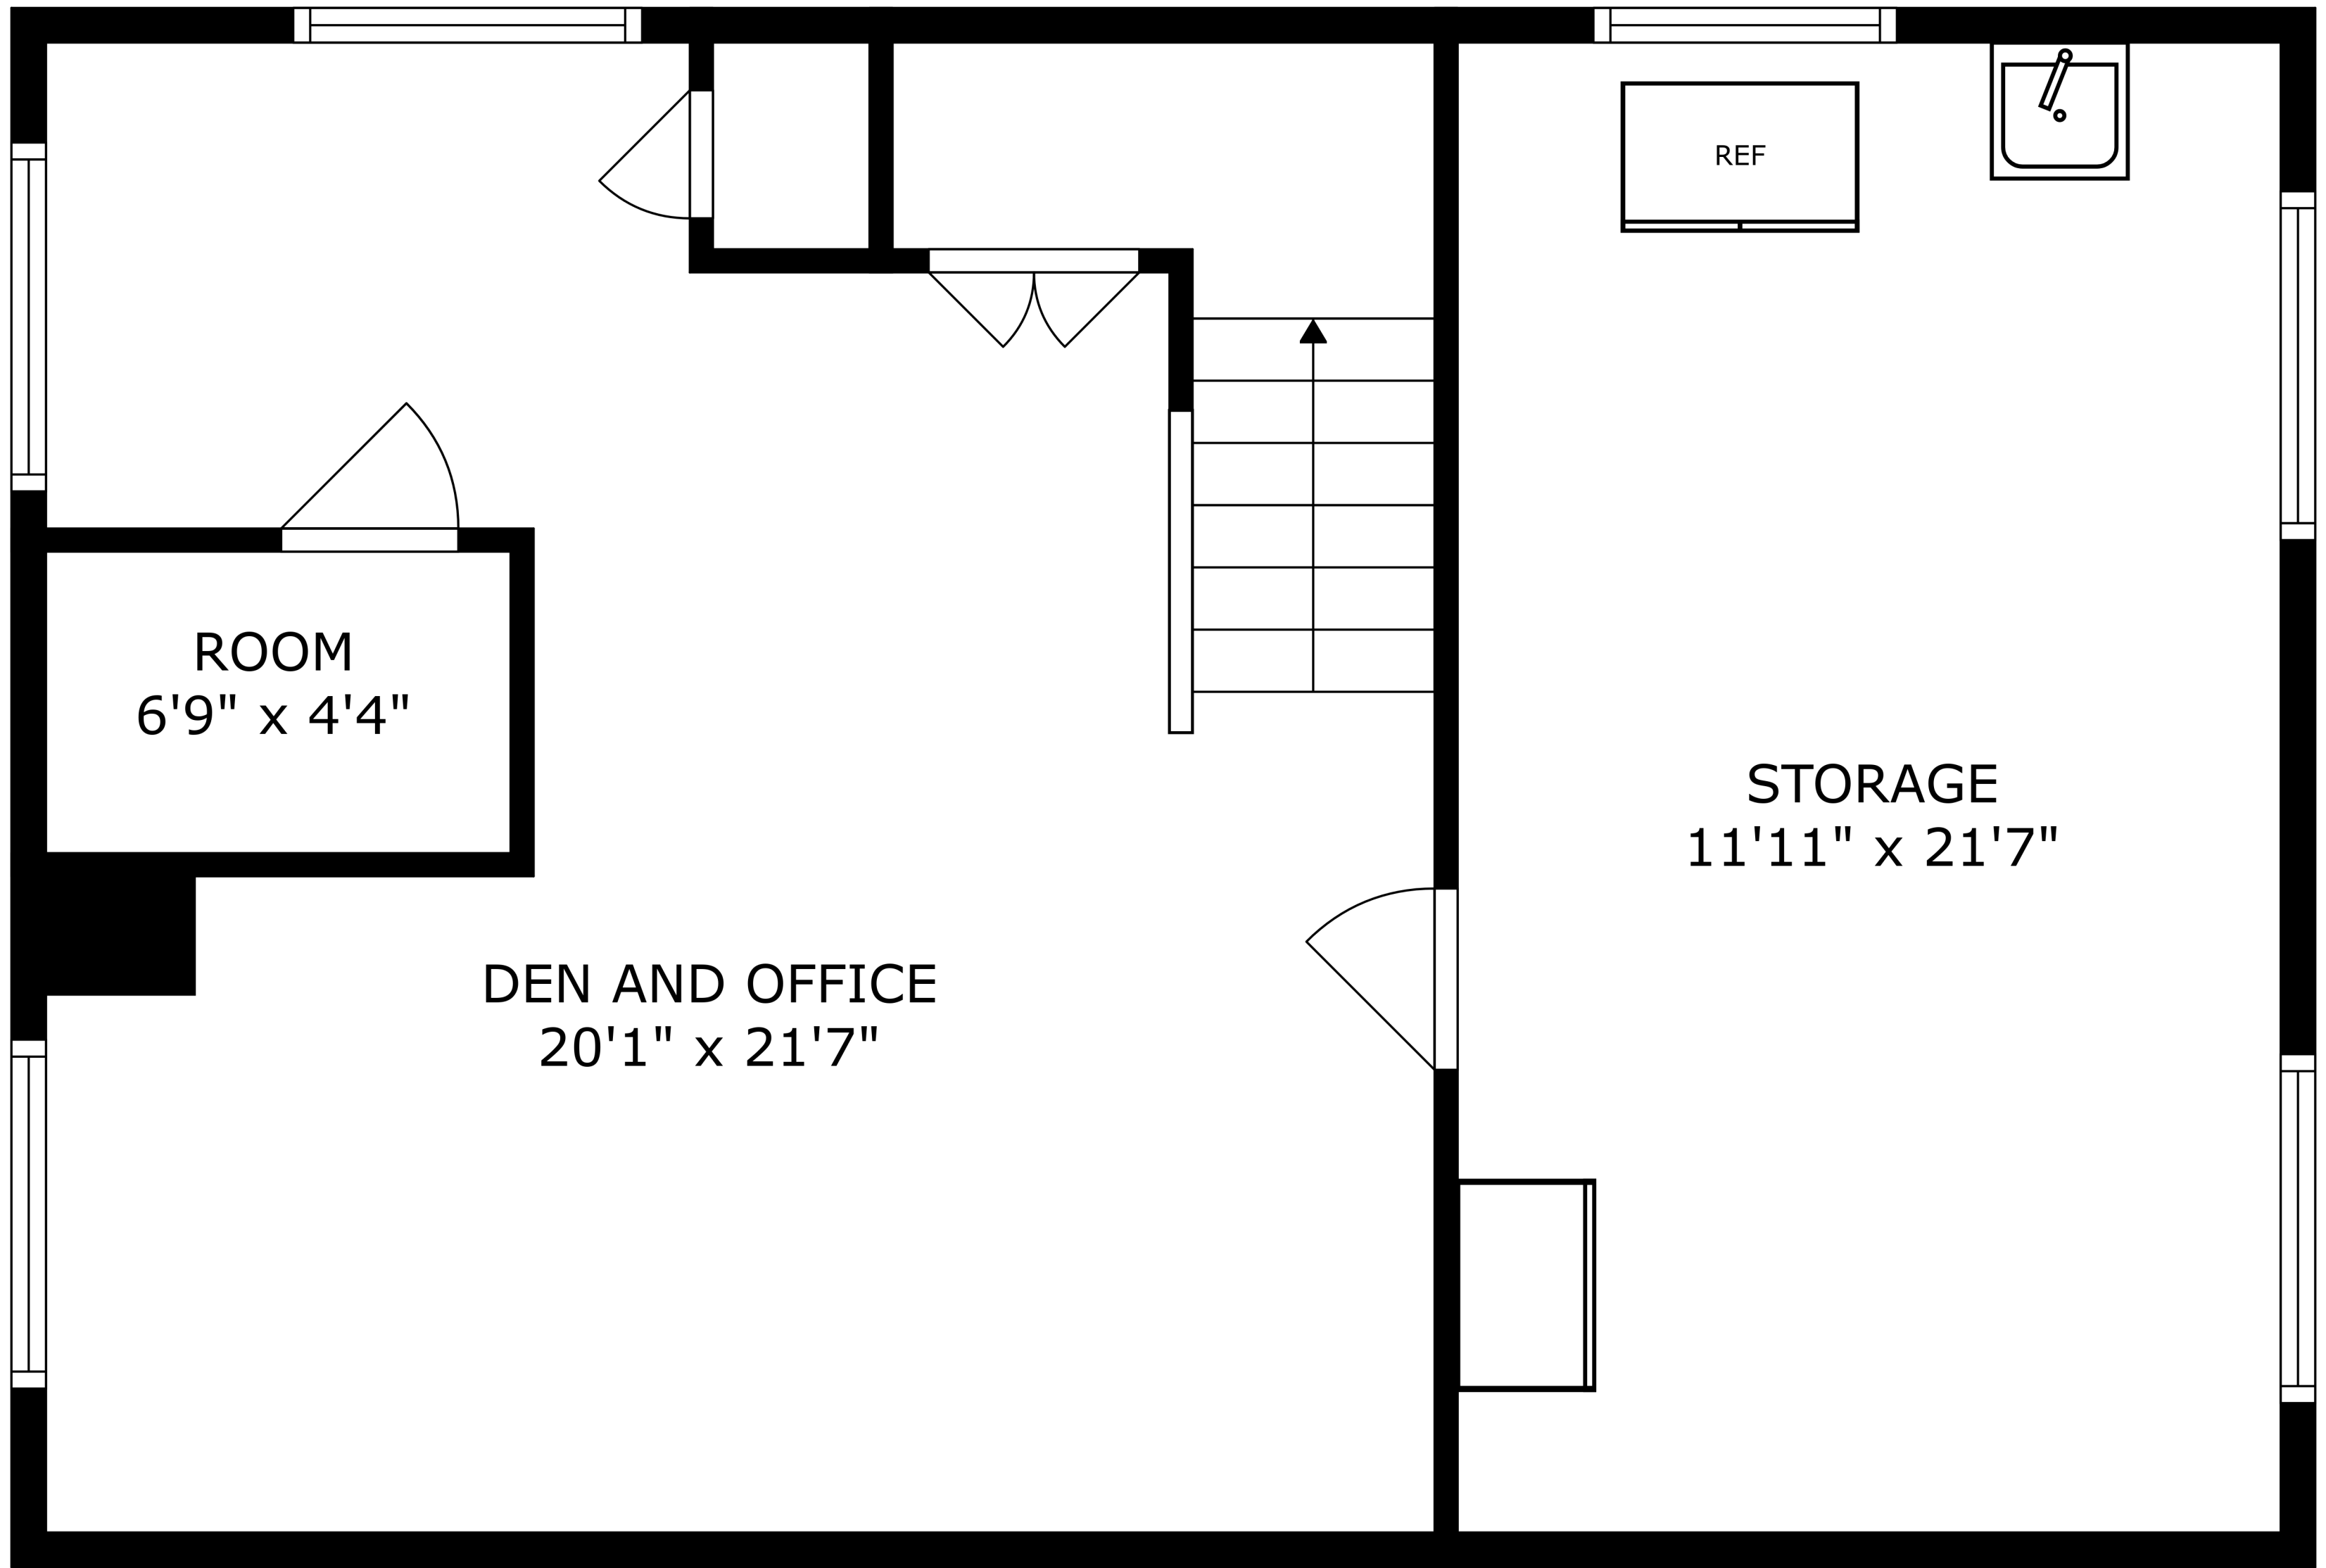 REF
ROOM
6'9" x 4'4"
STORAGE
11'11" x 21'7"
DEN AND OFFICE
20'1" x 21'7"